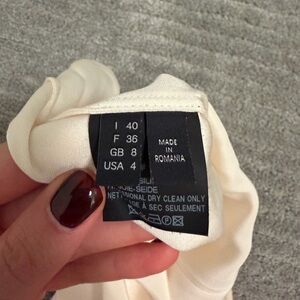 I 40
F 36
GB 8
USA 4
MADE
IN
ROMANIA
SOIE-SEIDE
DRY CLEAN ONLY
À SEC SEULEMENT